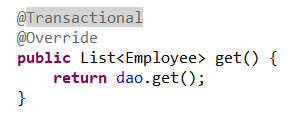 @Transactional
@Override
public List<Employee> get() {
    return dao.get();
}